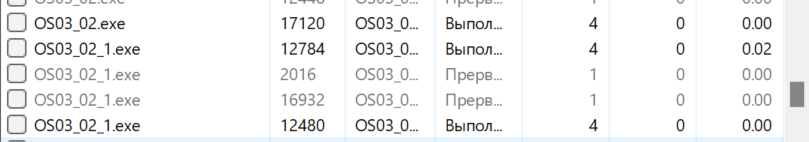 OS03_02.exe 17120 OS03_0... Выпол... 4 0 0.00
OS03_02_1.exe 12784 OS03_0... Выпол... 4 0 0.02
OS03_02_1.exe 2016 OS03_0... Прерв... 1 0 0.00
OS03_02_1.exe 16932 OS03_0... Прерв... 1 0 0.00
OS03_02_1.exe 12480 OS03_0... Выпол... 4 0 0.00